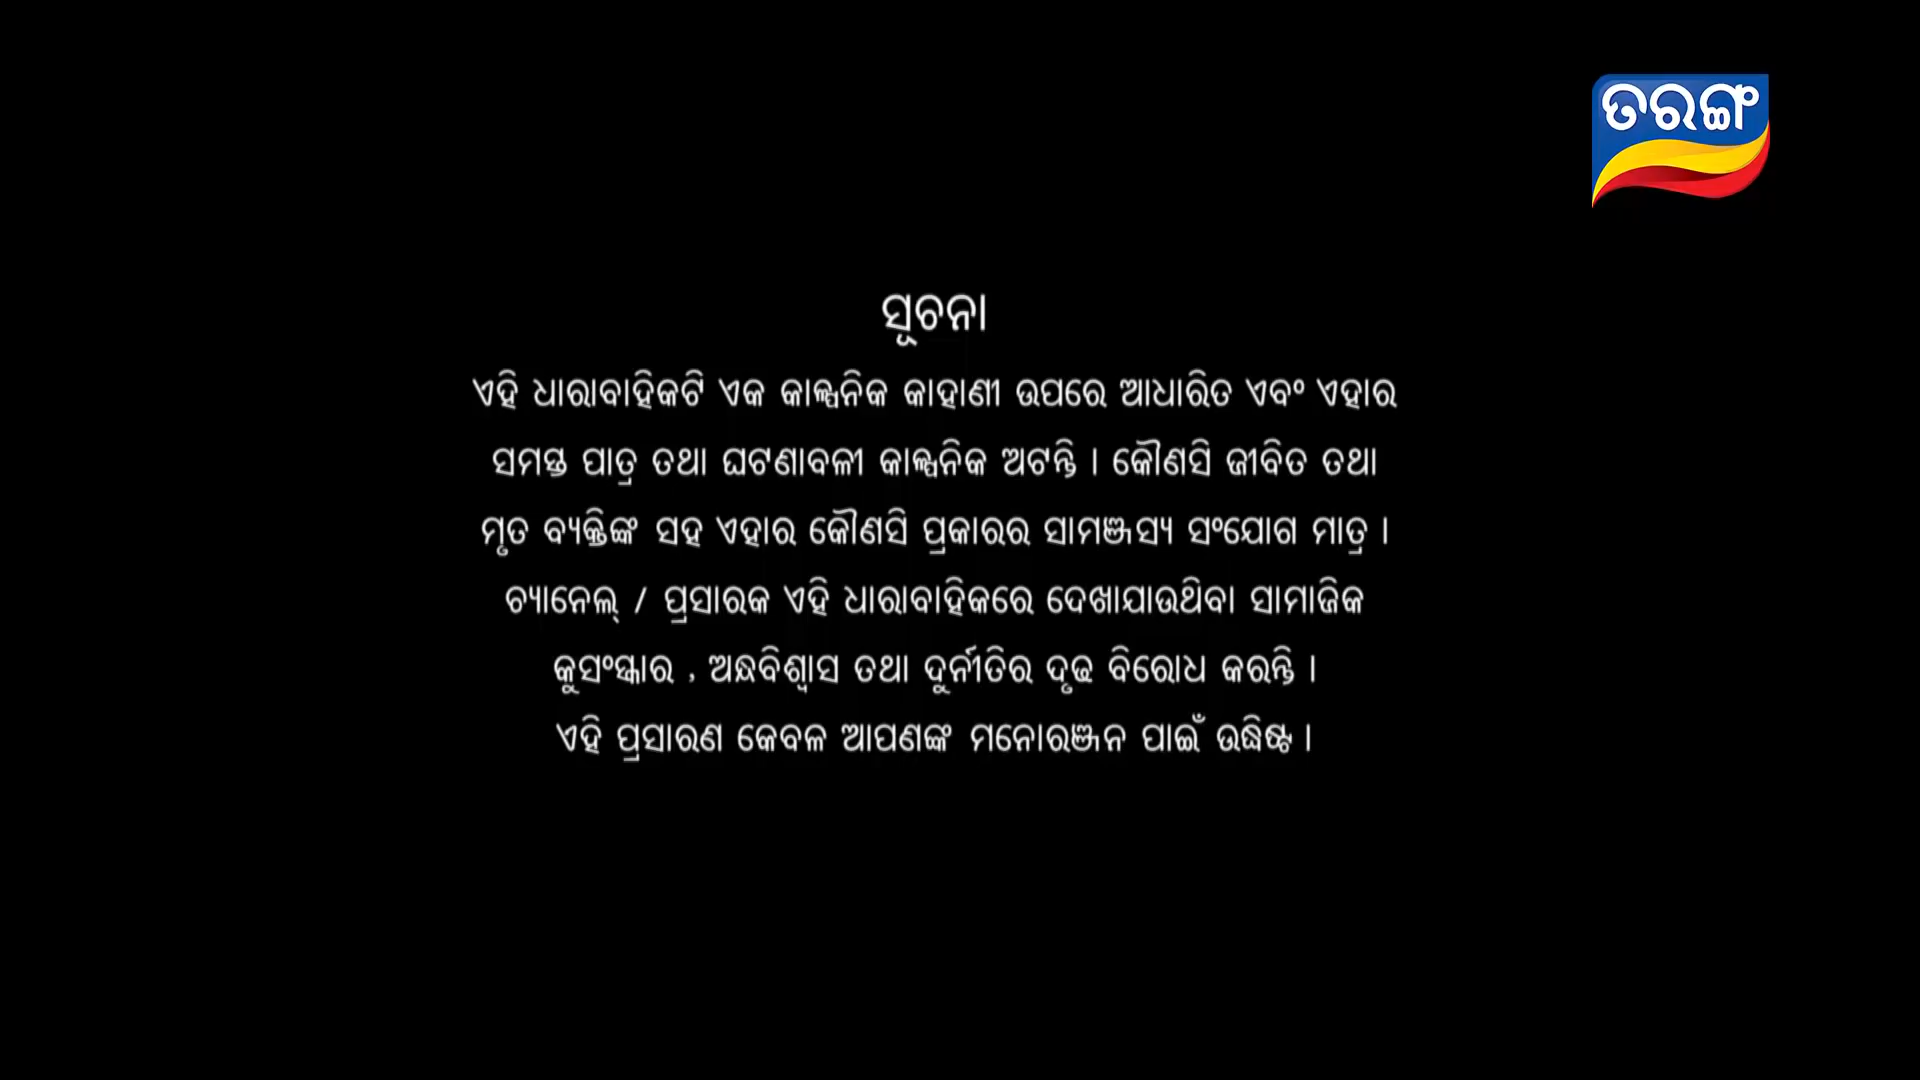 ତରଙ୍ଗ
ସୂଚନା
ଏହି ଧାରାବାହିକଟି ଏକ କାଳ୍ପନିକ କାହାଣୀ ଉପରେ ଆଧାରିତ ଏବଂ ଏହାର
ସମସ୍ତ ପାତ୍ର ତଥା ଘଟଣାବଳୀ କାଳ୍ପନିକ ଅଟନ୍ତି । କୌଣସି ଜୀବିତ ତଥା
ମୃତ ବ୍ୟକ୍ତିଙ୍କ ସହ ଏହାର କୌଣସି ପ୍ରକାରର ସାମଞ୍ଜସ୍ୟ ସଂଯୋଗ ମାତ୍ର ।
ଚ୍ୟାନେଲ୍ / ପ୍ରସାରକ ଏହି ଧାରାବାହିକରେ ଦେଖାଯାଉଥିବା ସାମାଜିକ
କୁସଂସ୍କାର , ଅନ୍ଧବିଶ୍ୱାସ ତଥା ଦୁର୍ନୀତିର ଦୃଢ ବିରୋଧ କରନ୍ତି ।
ଏହି ପ୍ରସାରଣ କେବଳ ଆପଣଙ୍କ ମନୋରଞ୍ଜନ ପାଇଁ ଉଦ୍ଧିଷ୍ଟ ।